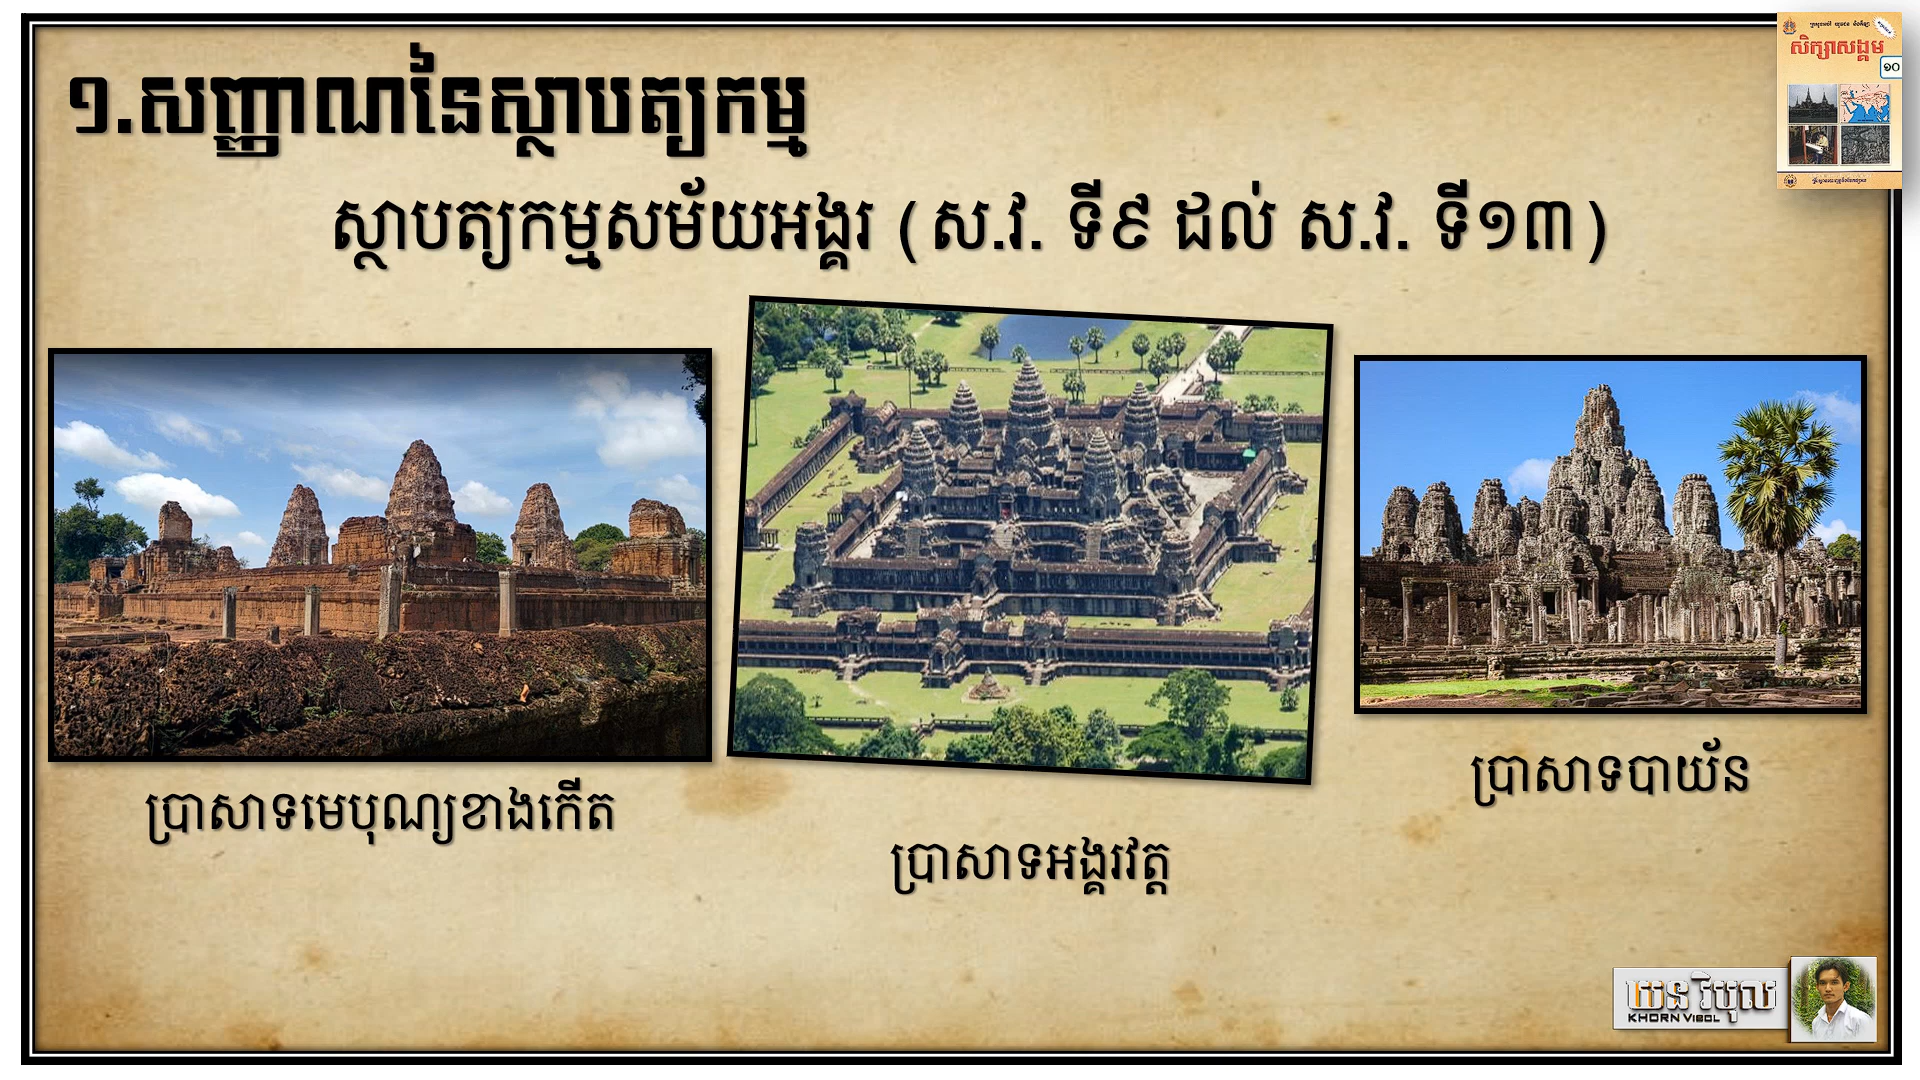 ១.សញ្ញាណនៃស្ថាបត្យកម្ម
សិក្សាសង្គម
១០
ស្ថាបត្យកម្មសម័យអង្គរ (ស.វ. ទី៩ ដល់ ស.វ. ទី១៣)
ប្រាសាទមេបុណ្យខាងកើត
ប្រាសាទអង្គរវត្ត
ប្រាសាទបាយ័ន
ឃន វិបុល
KHORN VIBOL